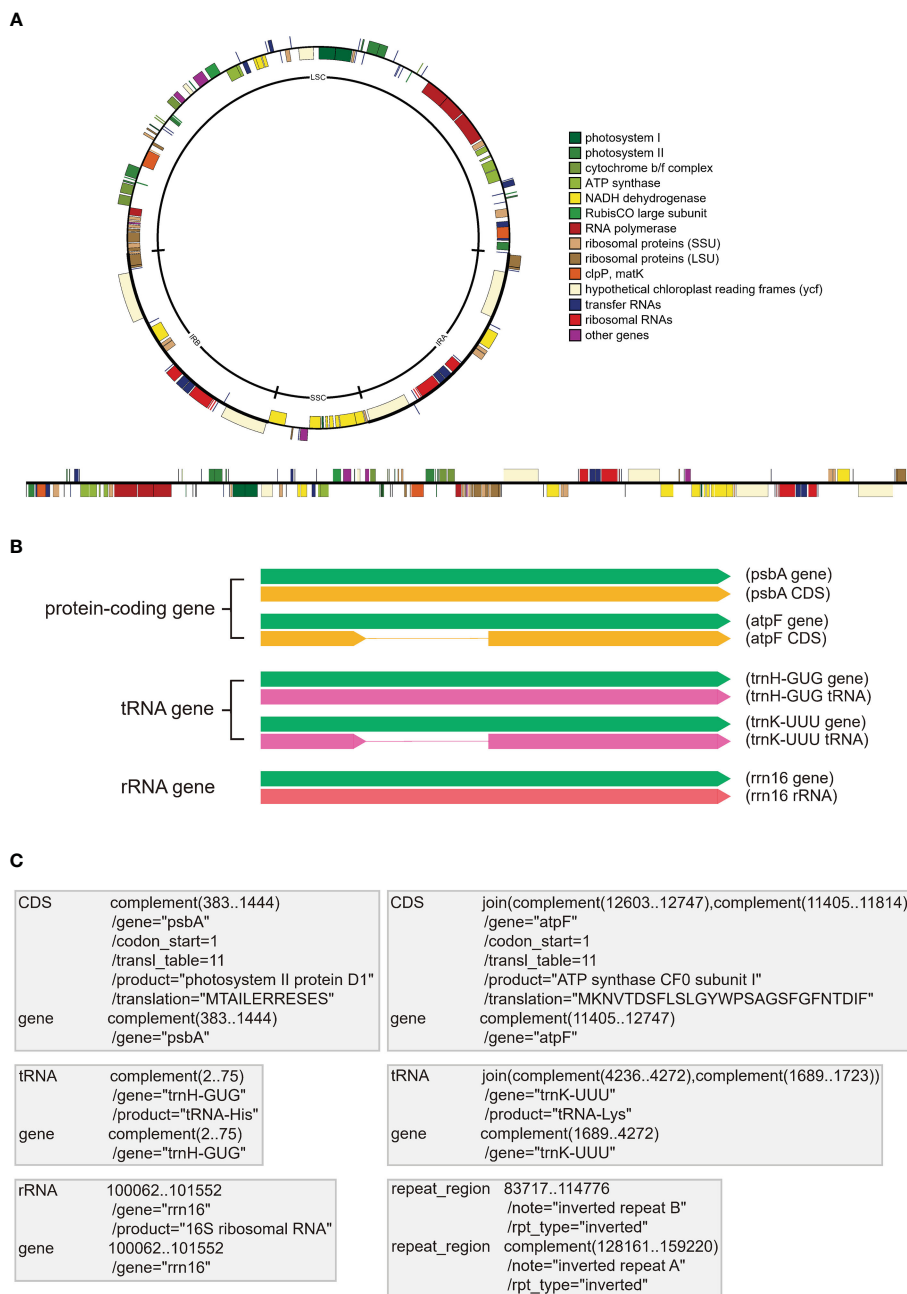 A
LSC
IRB
IRA
SSC
photosystem I
photosystem II
cytochrome b/f complex
ATP synthase
NADH dehydrogenase
RubisCO large subunit
RNA polymerase
ribosomal proteins (SSU)
ribosomal proteins (LSU)
clpP, matK
hypothetical chloroplast reading frames (ycf)
transfer RNAs
ribosomal RNAs
other genes
B
protein-coding gene
(psbA gene)
(psbA CDS)
(atpF gene)
(atpF CDS)
tRNA gene
(trnH-GUG gene)
(trnH-GUG tRNA)
(trnK-UUU gene)
(trnK-UUU tRNA)
rRNA gene
(rrn16 gene)
(rrn16 rRNA)
C
CDS complement(383..1444)
/gene="psbA"
/codon_start=1
/transl_table=11
/product="photosystem II protein D1"
/translation="MTAILERRESES"
gene complement(383..1444)
/gene="psbA"
CDS join(complement(12603..12747),complement(11405..11814)
/gene="atpF"
/codon_start=1
/transl_table=11
/product="ATP synthase CF0 subunit I"
/translation="MKNVTDSFLSLGYWPSAGSFGFNTDIF"
gene complement(11405..12747)
/gene="atpF"
tRNA complement(2..75)
/gene="trnH-GUG"
/product="tRNA-His"
gene complement(2..75)
/gene="trnH-GUG"
tRNA join(complement(4236..4272),complement(1689..1723))
/gene="trnK-UUU"
/product="tRNA-Lys"
gene complement(1689..4272)
/gene="trnK-UUU"
rRNA 100062..101552
/gene="rrn16"
/product="16S ribosomal RNA"
gene 100062..101552
/gene="rrn16"
repeat_region 83717..114776
/note="inverted repeat B"
/rpt_type="inverted"
repeat_region complement(128161..159220)
/note="inverted repeat A"
/rpt_type="inverted"